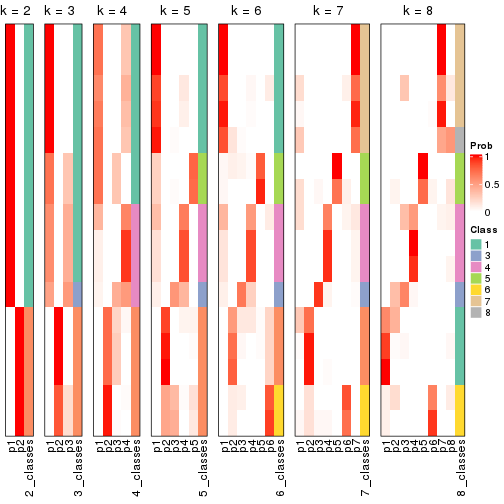 k = 2
k = 3
k = 4
k = 5
k = 6
k = 7
k = 8
p1
p2
2_classes
p1
p2
p3
3_classes
p1
p2
p3
p4
4_classes
p1
p2
p3
p4
p5
5_classes
p1
p2
p3
p4
p5
p6
6_classes
p1
p2
p3
p4
p5
p6
p7
7_classes
p1
p2
p3
p4
p5
p6
p7
p8
8_classes
Prob
1
0.5
0
Class
1
3
4
5
6
7
8